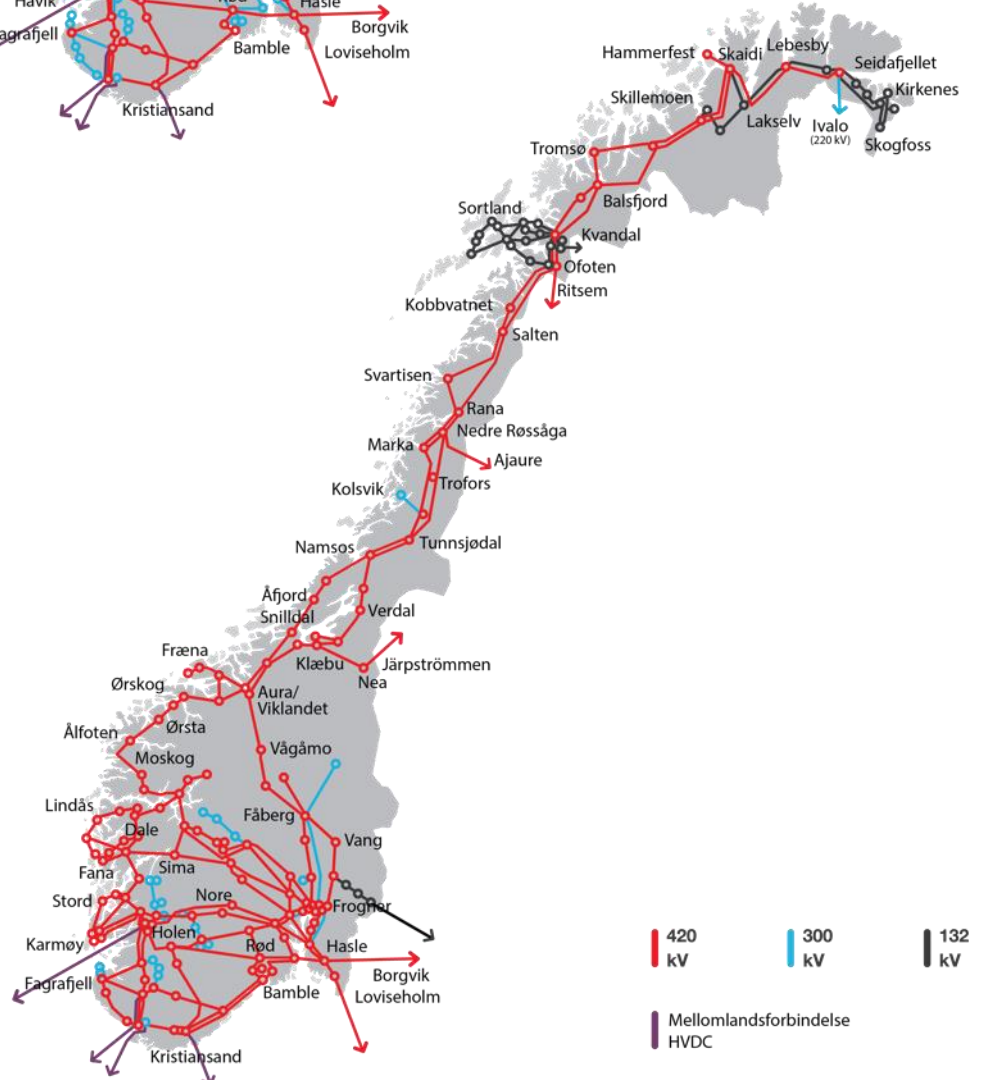 Hasle
Borgvik
Loviseholm
Bamble
Kristiansand
Hammerfest
Skaidi
Lebesby
Seidafjellet
Kirkenes
Skillemoen
Lakselv
Ivalo
(220 kV)
Skogfoss
Tromsø
Balsfjord
Sortland
Kvandal
Ofoten
Ritsem
Kobbvatnet
Salten
Svartisen
Rana
Nedre Røssåga
Marka
Ajaure
Trofors
Kolsvik
Tunnsjødal
Namsos
Åfjord
Snilldal
Verdal
Fræna
Klæbu
Järpströmmen
Nea
Ørskog
Aura/
Viklandet
Ørsta
Ålfoten
Moskog
Vågåmo
Lindås
Fåberg
Dale
Vang
Sima
Fana
Nore
Stord
Frogner
Holen
Rød
Hasle
Karmøy
Borgvik
Fagrafjell
Bamble
Loviseholm
Kristiansand
420
kV
300
kV
132
kV
Mellomlandsforbindelse
HVDC